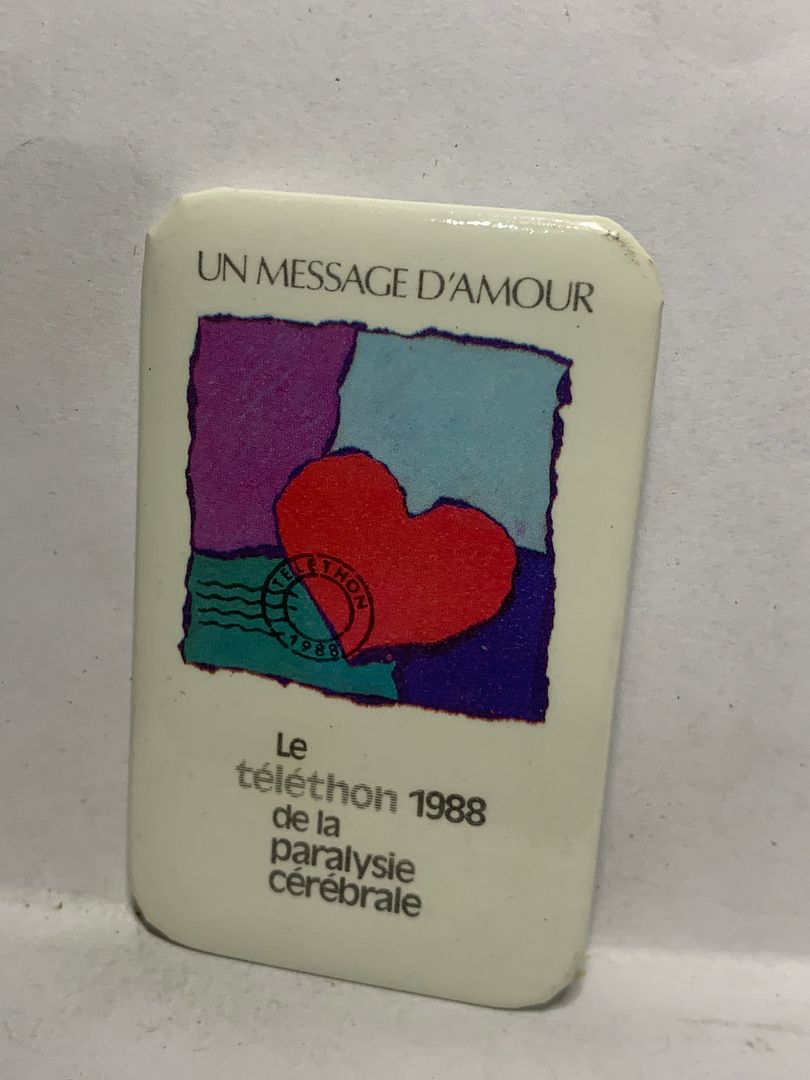 UN MESSAGE D'AMOUR
TÉLÉTHON
1988
Le
téléthon 1988
de la
paralysie
cérébrale